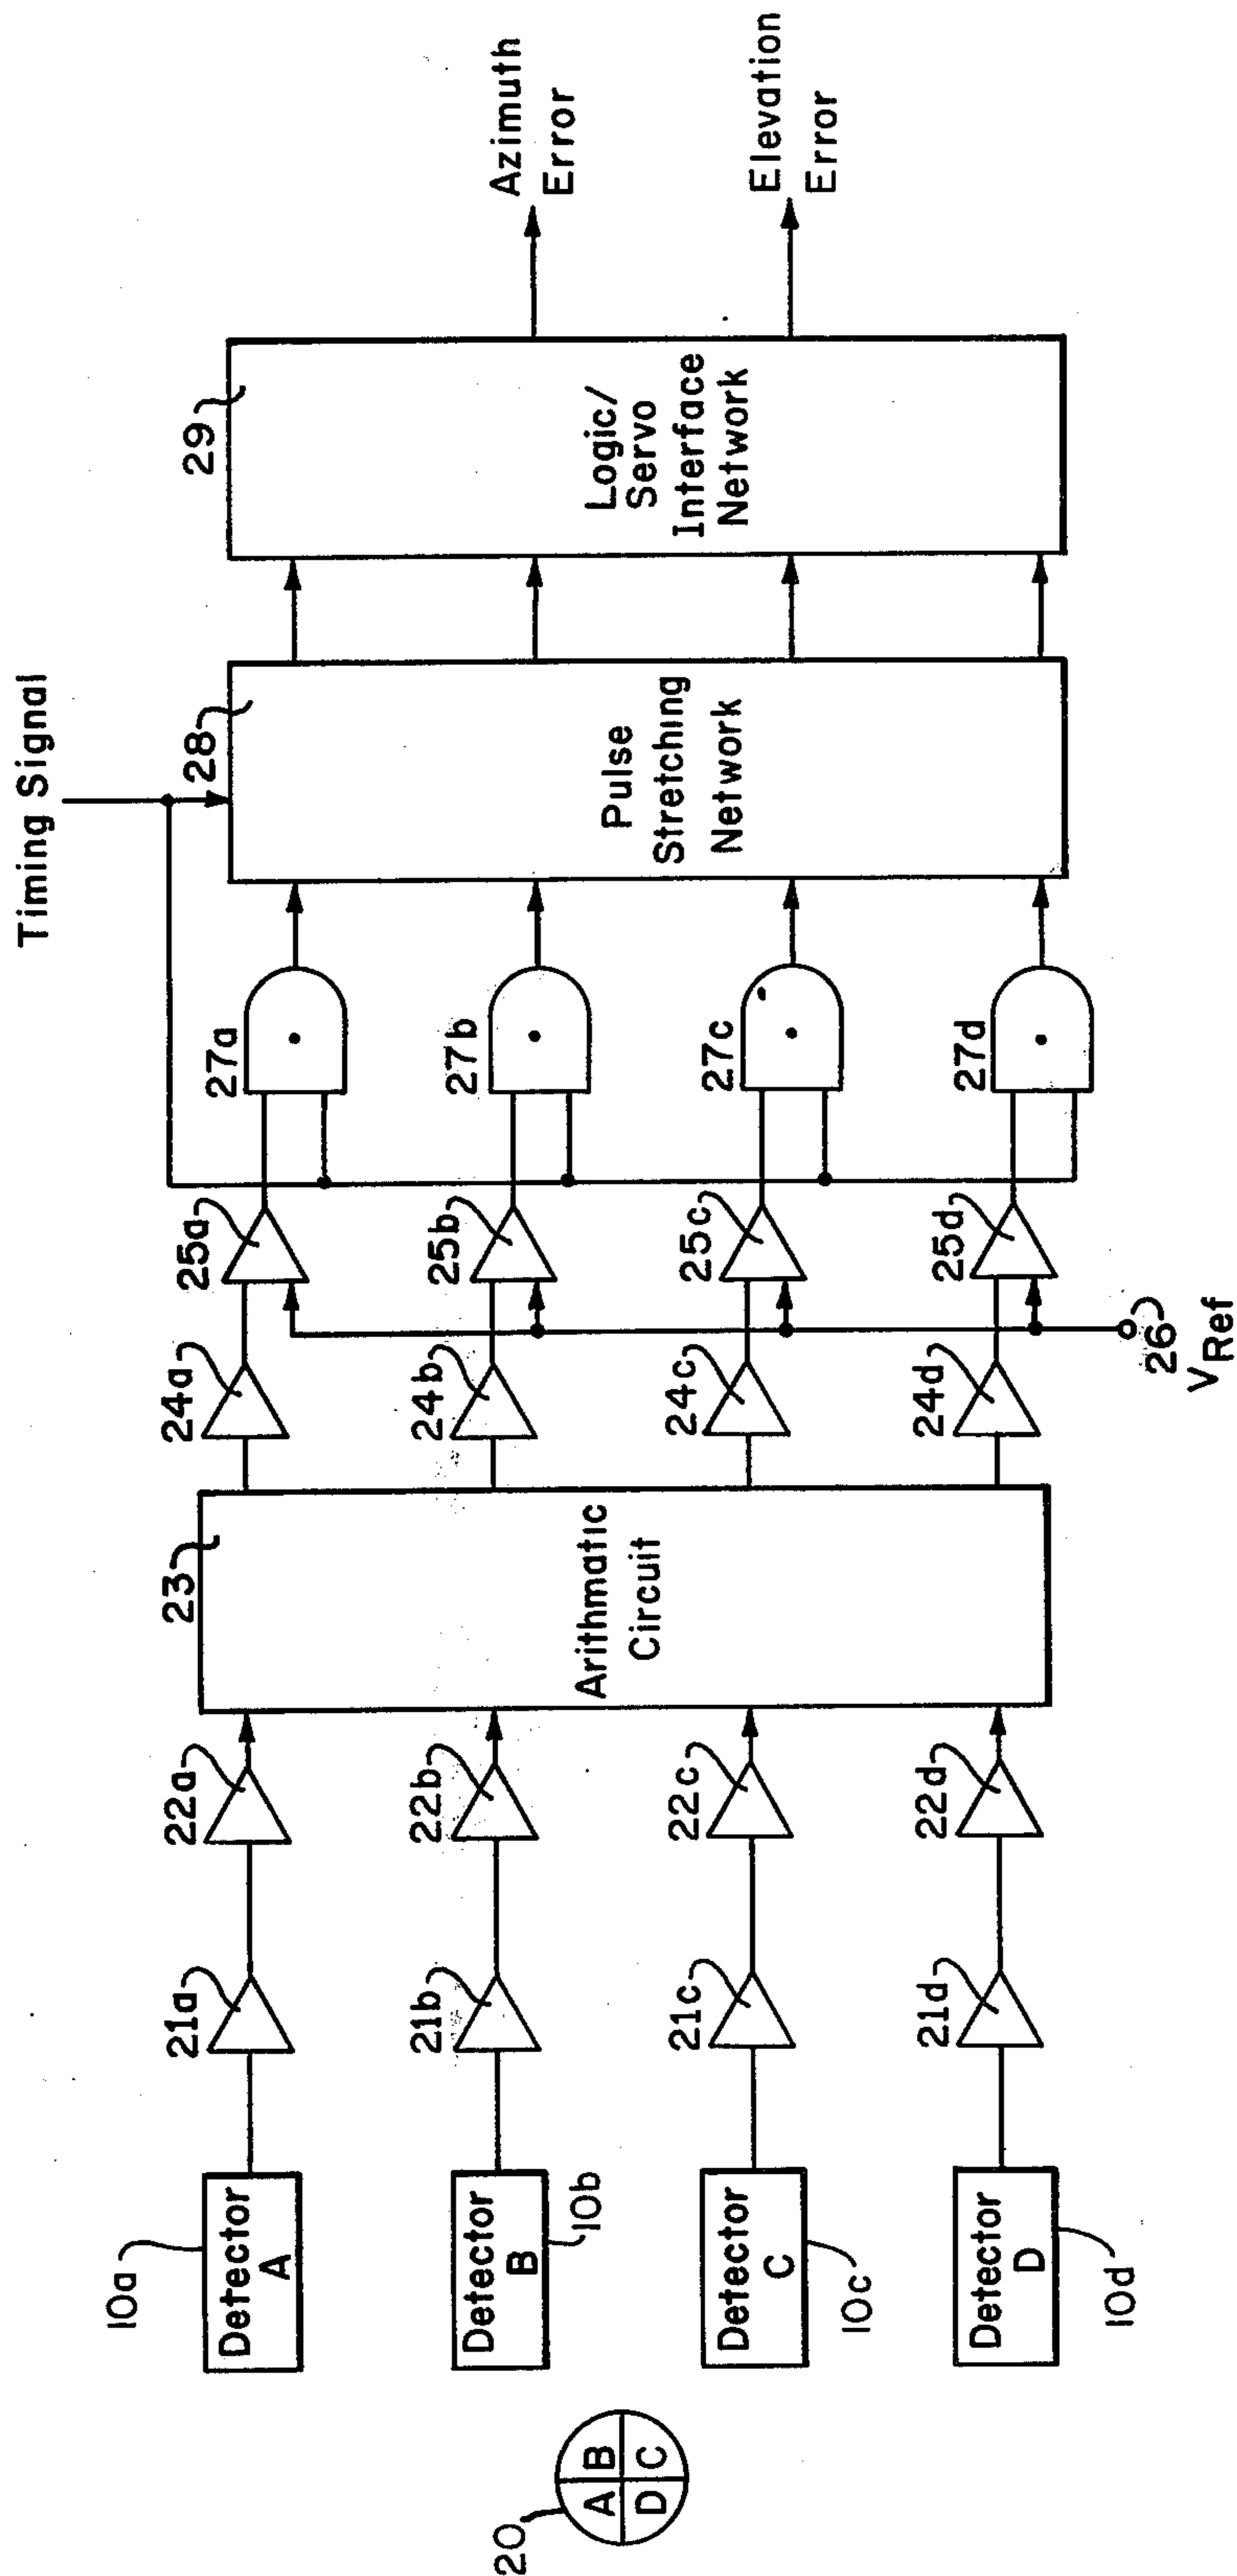 20
A
B
D
C
10a
Detector
A
21a
22a
Detector
B
10b
21b
22b
Detector
C
10c
21c
22c
Detector
D
10d
21d
22d
23
Arithmatic
Circuit
24a
25a
27a
24b
25b
27b
24c
25c
27c
24d
25d
27d
26
VRef
Timing Signal
28
Pulse
Stretching
Network
29
Logic/
Servo
Interface
Network
Azimuth
Error
Elevation
Error